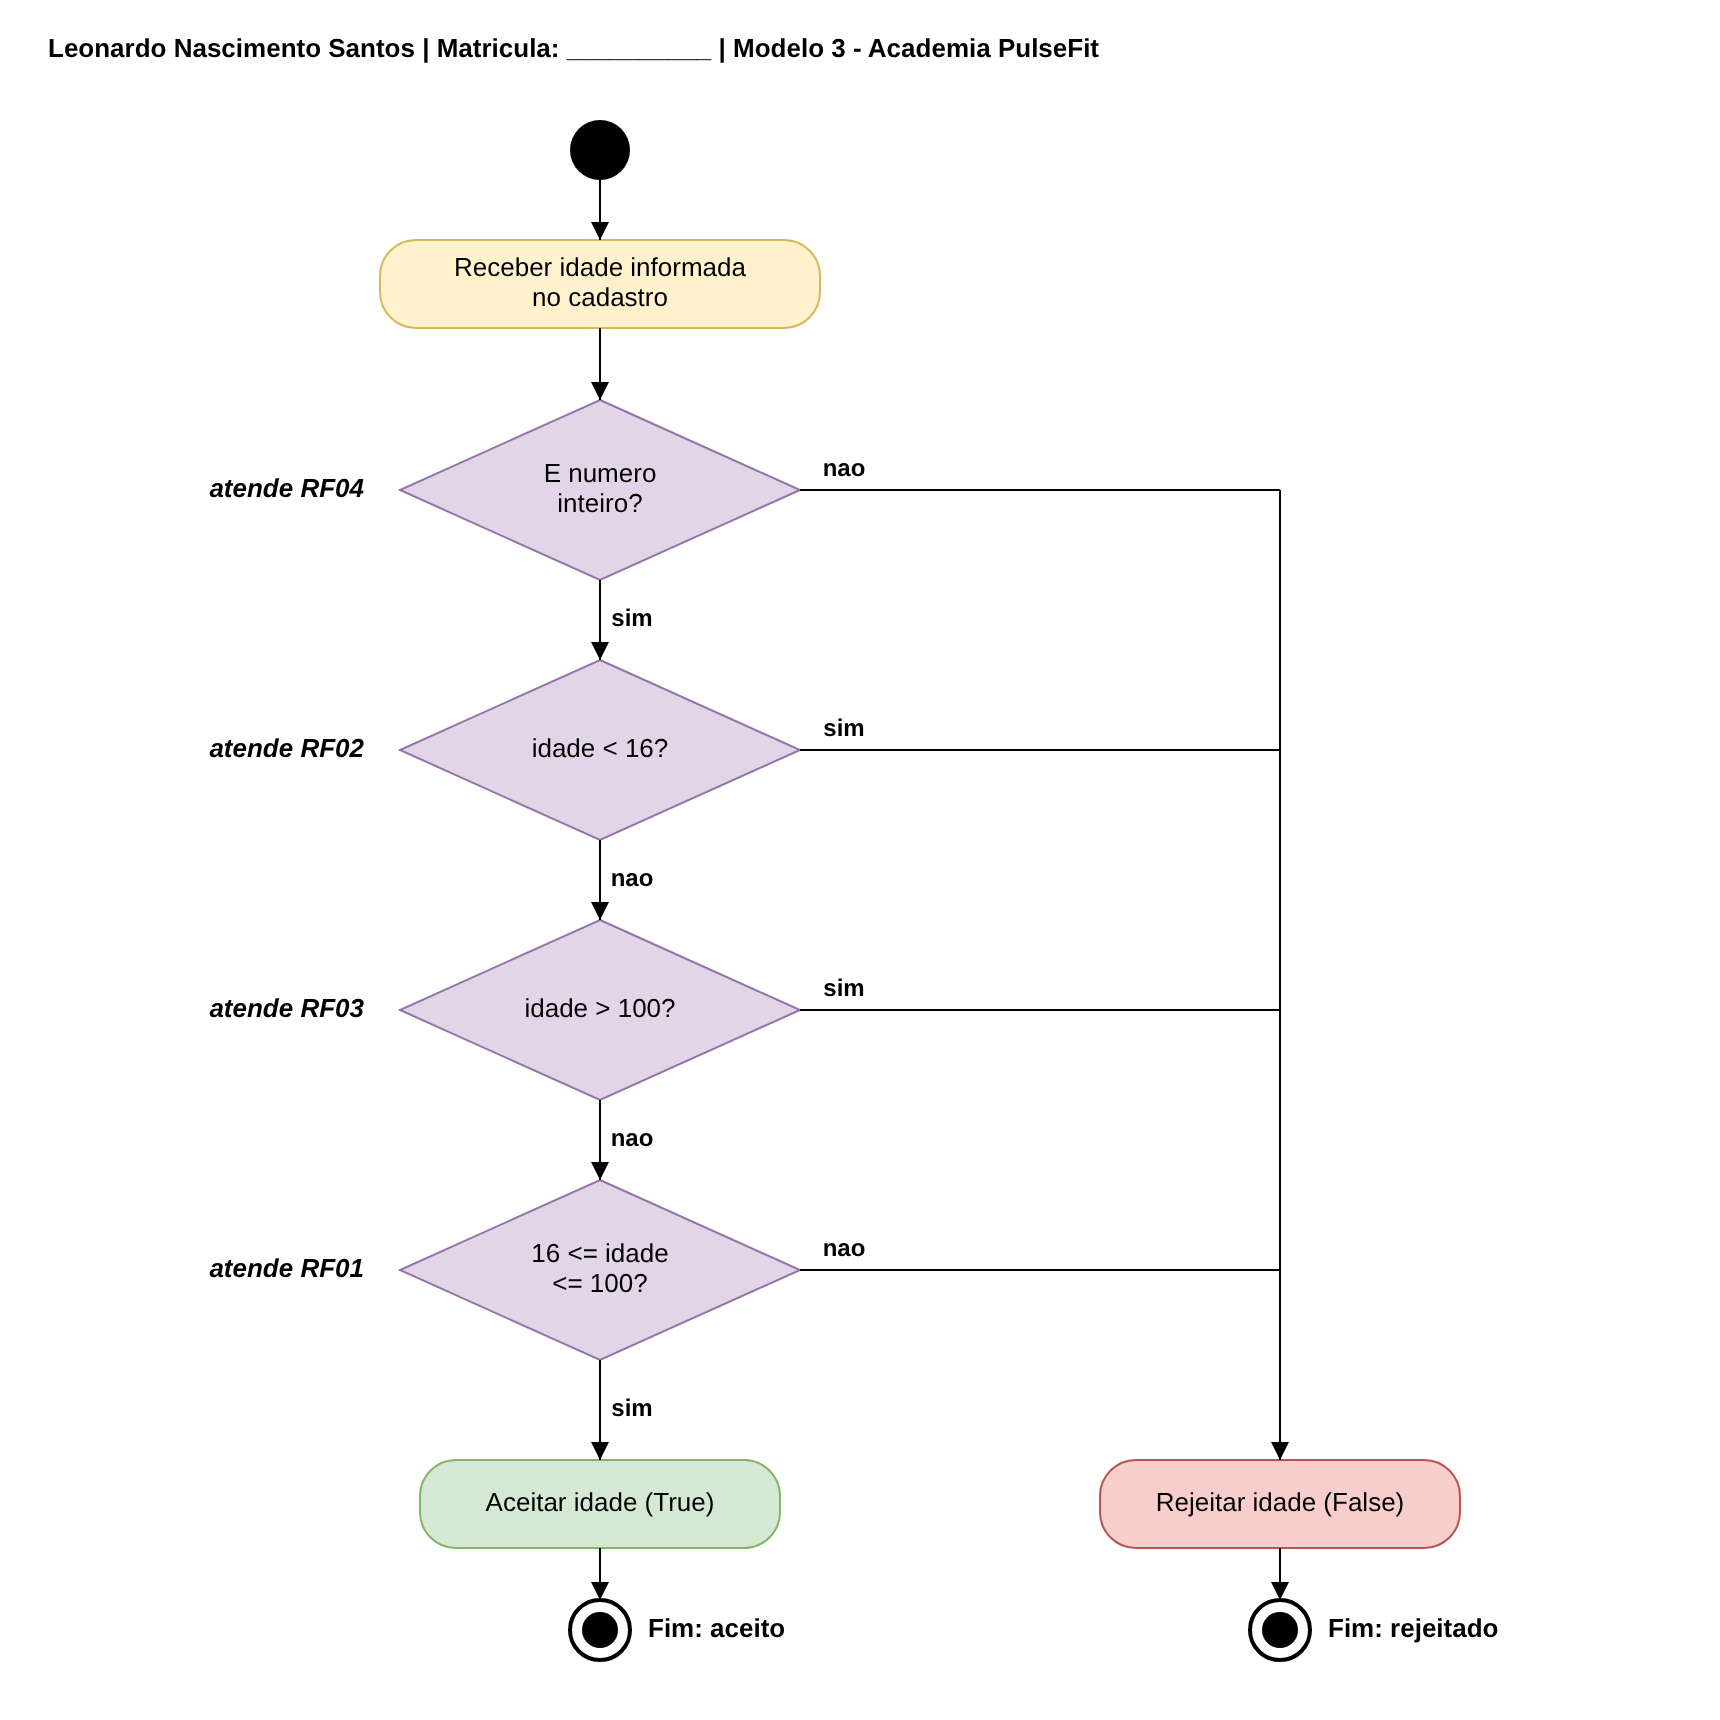 Leonardo Nascimento Santos | Matricula: __________ | Modelo 3 - Academia PulseFit
Receber idade informada
no cadastro
atende RF04
E numero
inteiro?
nao
sim
atende RF02
idade < 16?
sim
nao
atende RF03
idade > 100?
sim
nao
atende RF01
16 <= idade
<= 100?
nao
sim
Aceitar idade (True)
Rejeitar idade (False)
Fim: aceito
Fim: rejeitado